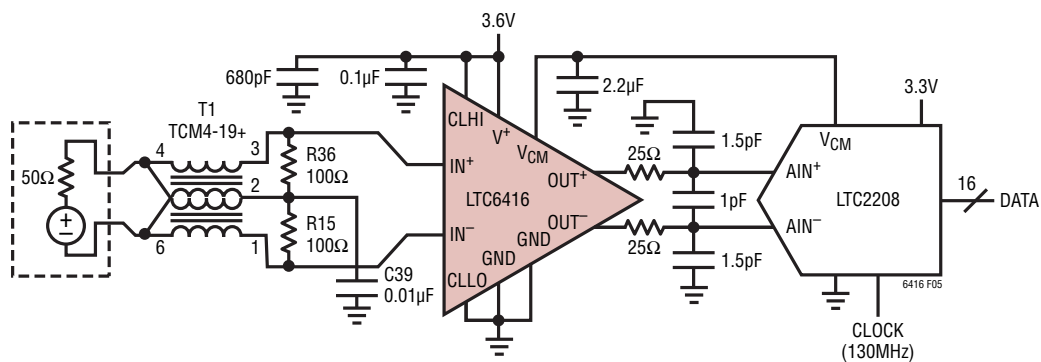 3.6V
680pF
0.1µF
2.2µF
3.3V
T1
TCM4-19+
CLHI
V+
VCM
VCM
1.5pF
4
3
R36
100Ω
IN+
25Ω
AIN+
50Ω
+
–
2
LTC6416
OUT+
1pF
LTC2208
16
DATA
R15
100Ω
OUT–
AIN–
6
1
IN–
GND
25Ω
GND
1.5pF
C39
0.01µF
CLLO
6416 F05
CLOCK
(130MHz)